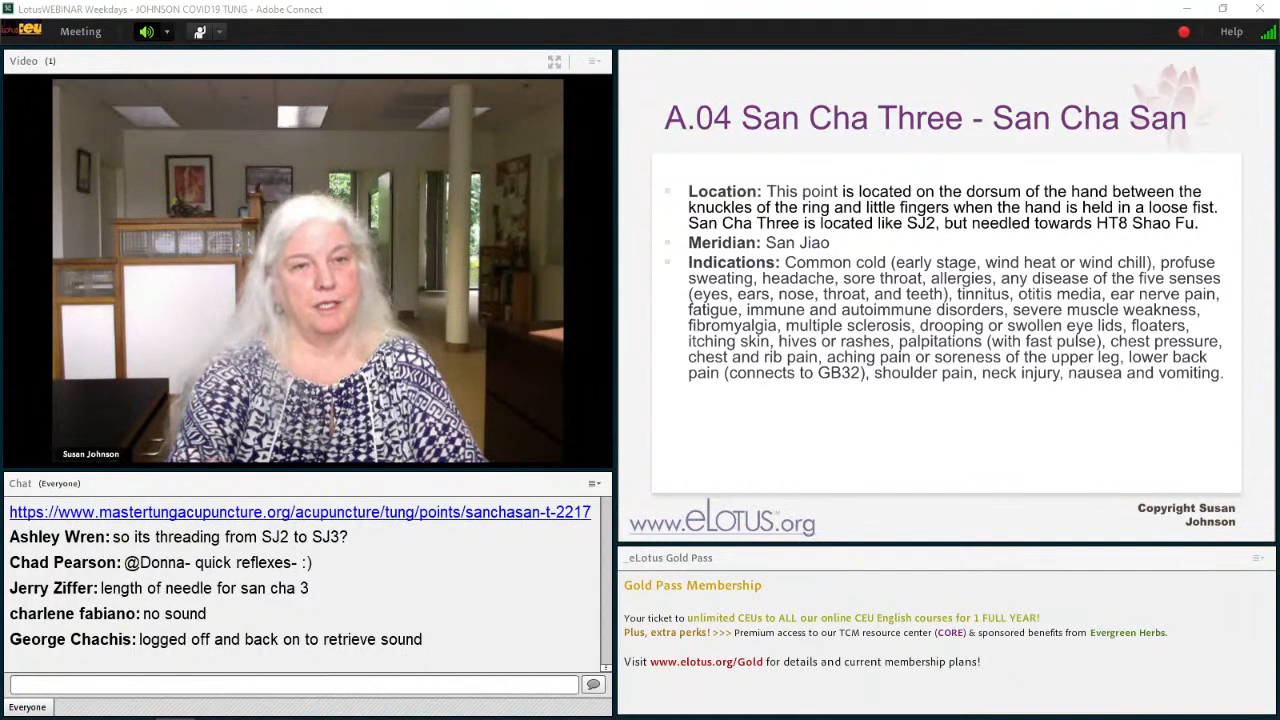 LotusWEBINAR Weekdays - JOHNSON COVID19 TUNG - Adobe Connect
Meeting
Help
Video (1)
Susan Johnson
A.04 San Cha Three - San Cha San
Location: This point is located on the dorsum of the hand between the
knuckles of the ring and little fingers when the hand is held in a loose fist.
San Cha Three is located like SJ2, but needled towards HT8 Shao Fu.
Meridian: San Jiao
Indications: Common cold (early stage, wind heat or wind chill), profuse
sweating, headache, sore throat, allergies, any disease of the five senses
(eyes, ears, nose, throat, and teeth), tinnitus, otitis media, ear nerve pain,
fatigue, immune and autoimmune disorders, severe muscle weakness,
fibromyalgia, multiple sclerosis, drooping or swollen eye lids, floaters,
itching skin, hives or rashes, palpitations (with fast pulse), chest pressure,
chest and rib pain, aching pain or soreness of the upper leg, lower back
pain (connects to GB32), shoulder pain, neck injury, nausea and vomiting.
www.eLOTUS.org
Copyright Susan
Johnson
Chat (Everyone)
https://www.mastertungacupuncture.org/acupuncture/tung/points/sanchasan-t-2217
Ashley Wren: so its threading from SJ2 to SJ3?
Chad Pearson: @Donna- quick reflexes- :)
Jerry Ziffer: length of needle for san cha 3
charlene fabiano: no sound
George Chachis: logged off and back on to retrieve sound
Everyone
_eLotus Gold Pass
Gold Pass Membership
Your ticket to unlimited CEUs to ALL our online CEU English courses for 1 FULL YEAR!
Plus, extra perks! >>> Premium access to our TCM resource center (CORE) & sponsored benefits from Evergreen Herbs.
Visit www.elotus.org/Gold for details and current membership plans!